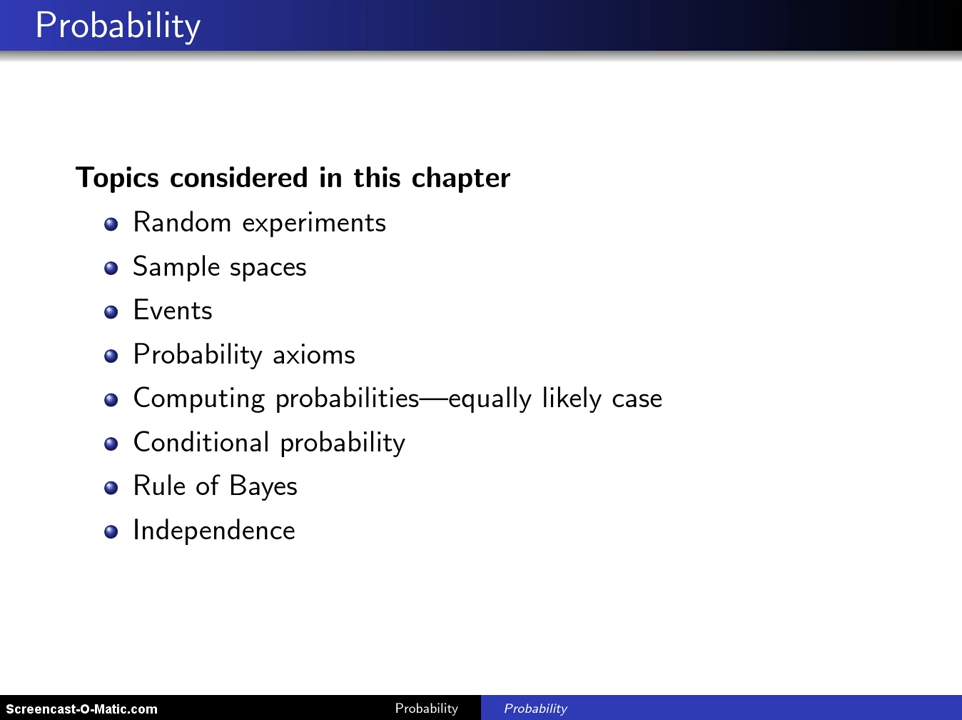 Probability
Topics considered in this chapter
Random experiments
Sample spaces
Events
Probability axioms
Computing probabilities—equally likely case
Conditional probability
Rule of Bayes
Independence
Screencast-O-Matic.com
Probability
Probability